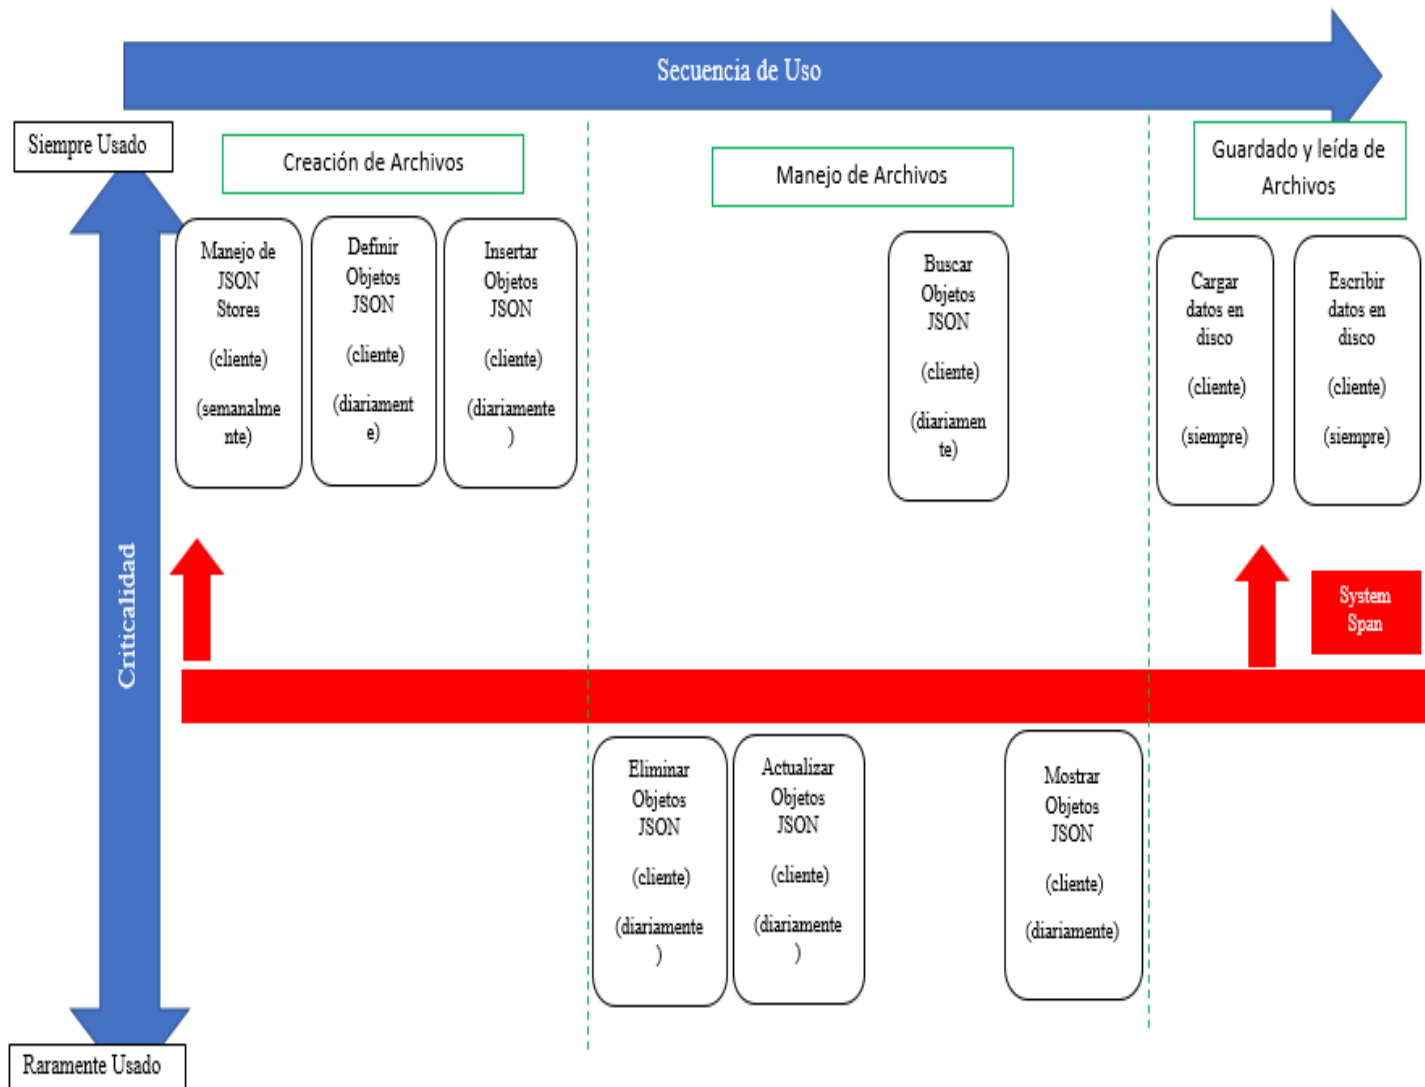 Secuencia de Uso
Siempre Usado
Creación de Archivos
Manejo de Archivos
Guardado y leída de
Archivos
Manejo de
JSON
Stores
(cliente)
(semanalme
nte)
Definir
Objetos
JSON
(cliente)
(diariament
e)
Insertar
Objetos
JSON
(cliente)
(diariamente
)
Buscar
Objetos
JSON
(cliente)
(diariamen
te)
Cargar
datos en
disco
(cliente)
(siempre)
Escribir
datos en
disco
(cliente)
(siempre)
Criticalidad
System
Span
Eliminar
Objetos
JSON
(cliente)
(diariamente
)
Actualizar
Objetos
JSON
(cliente)
(diariamente
)
Mostrar
Objetos
JSON
(cliente)
(diariamente)
Raramente Usado